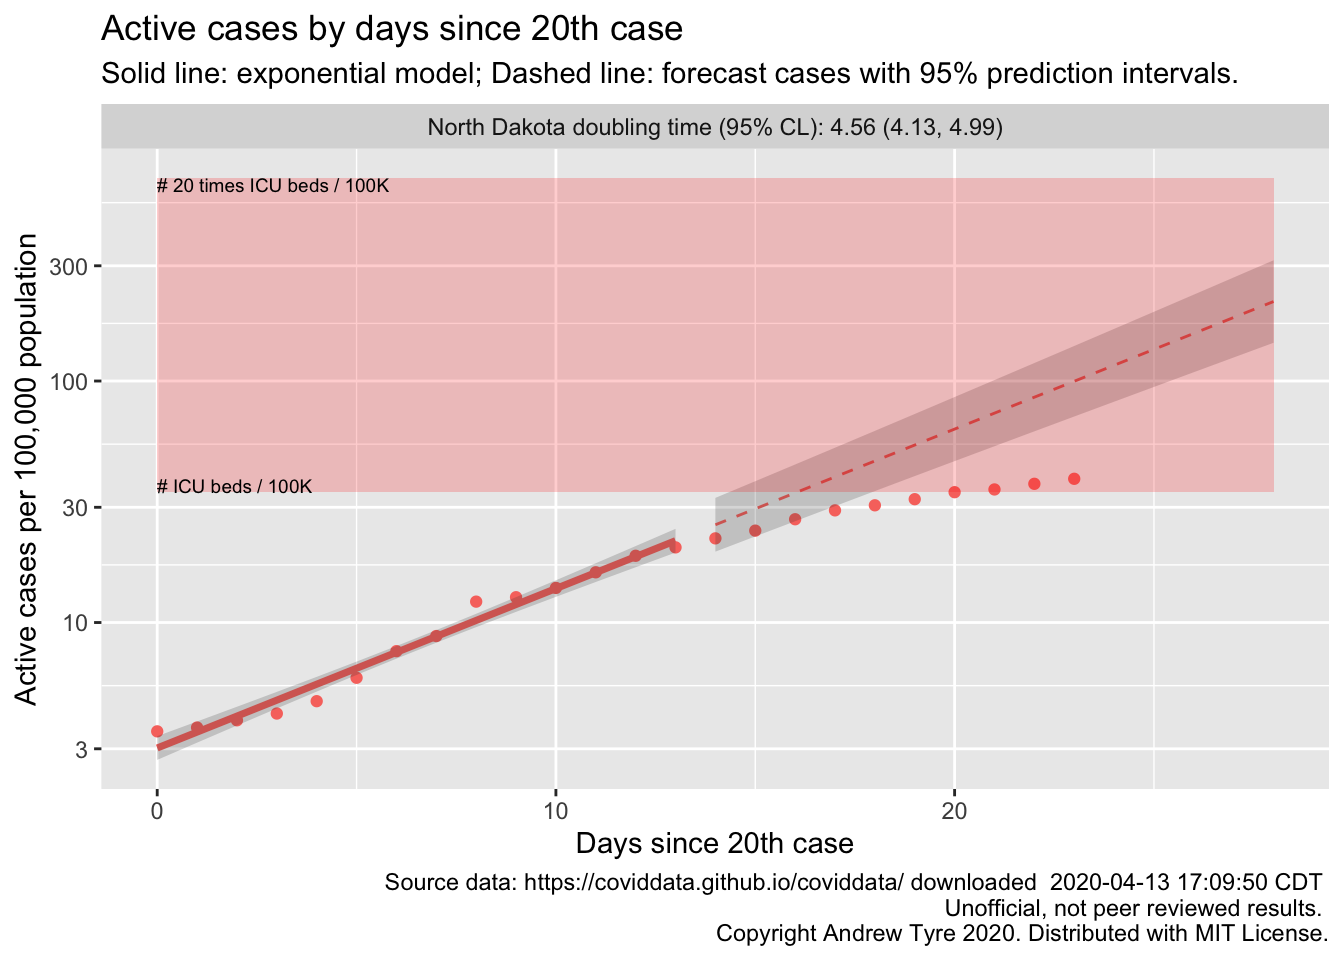 Active cases by days since 20th case
Solid line: exponential model; Dashed line: forecast cases with 95% prediction intervals.
North Dakota doubling time (95% CL): 4.56 (4.13, 4.99)
# 20 times ICU beds / 100K
300
100
# ICU beds / 100K
30
10
3
Active cases per 100,000 population
0 10 20
Days since 20th case
Source data: https://coviddata.github.io/coviddata/ downloaded  2020-04-13 17:09:50 CDT
Unofficial, not peer reviewed results.
Copyright Andrew Tyre 2020. Distributed with MIT License.